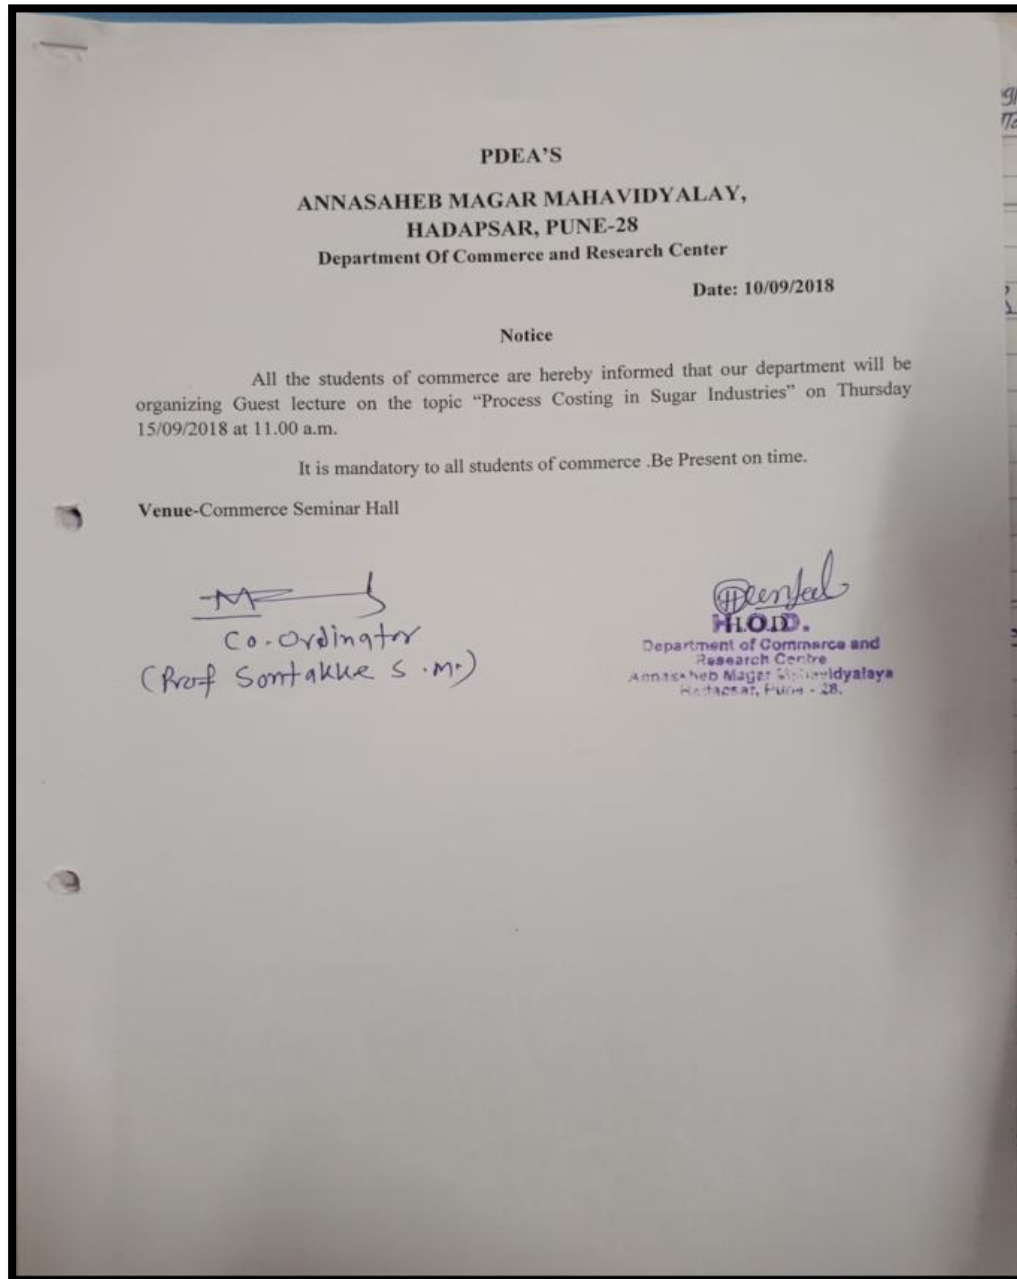 PDEA'S
ANNASAHEB MAGAR MAHAVIDYALAY,
HADAPSAR, PUNE-28
Department Of Commerce and Research Center
Date: 10/09/2018
Notice
All the students of commerce are hereby informed that our department will be
organizing Guest lecture on the topic “Process Costing in Sugar Industries” on Thursday
15/09/2018 at 11.00 a.m.
It is mandatory to all students of commerce .Be Present on time.
Venue-Commerce Seminar Hall
Co-Ordinator
(Prof Sontakke S.M.)
H.O.D.
Department of Commerce and
Research Centre
Annasaheb Magar Mahavidyalaya
Hadapsar, Pune - 28.